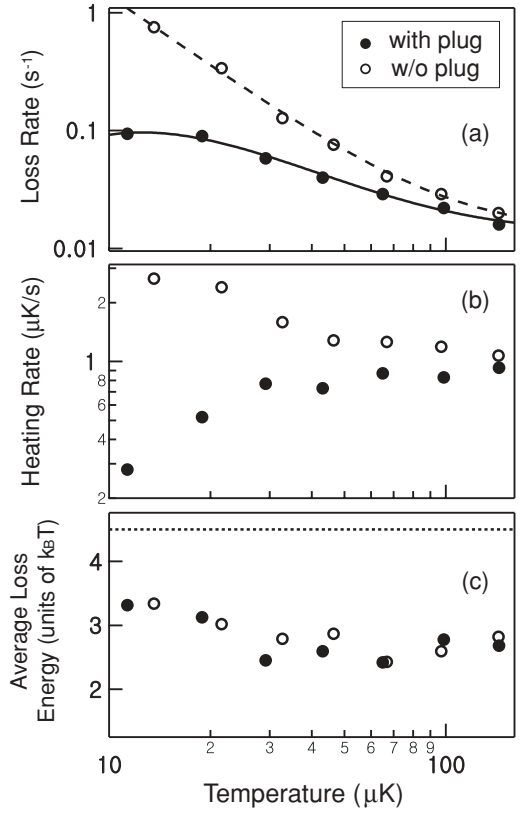 1
with plug
w/o plug
Loss Rate (s⁻¹)
0.1
(a)
0.01
(b)
2
Heating Rate (μK/s)
1
8
6
4
2
(c)
4
Average Loss
Energy (units of kBT)
3
2
10
2
3
4
5
6
7
8
9
100
Temperature (μK)